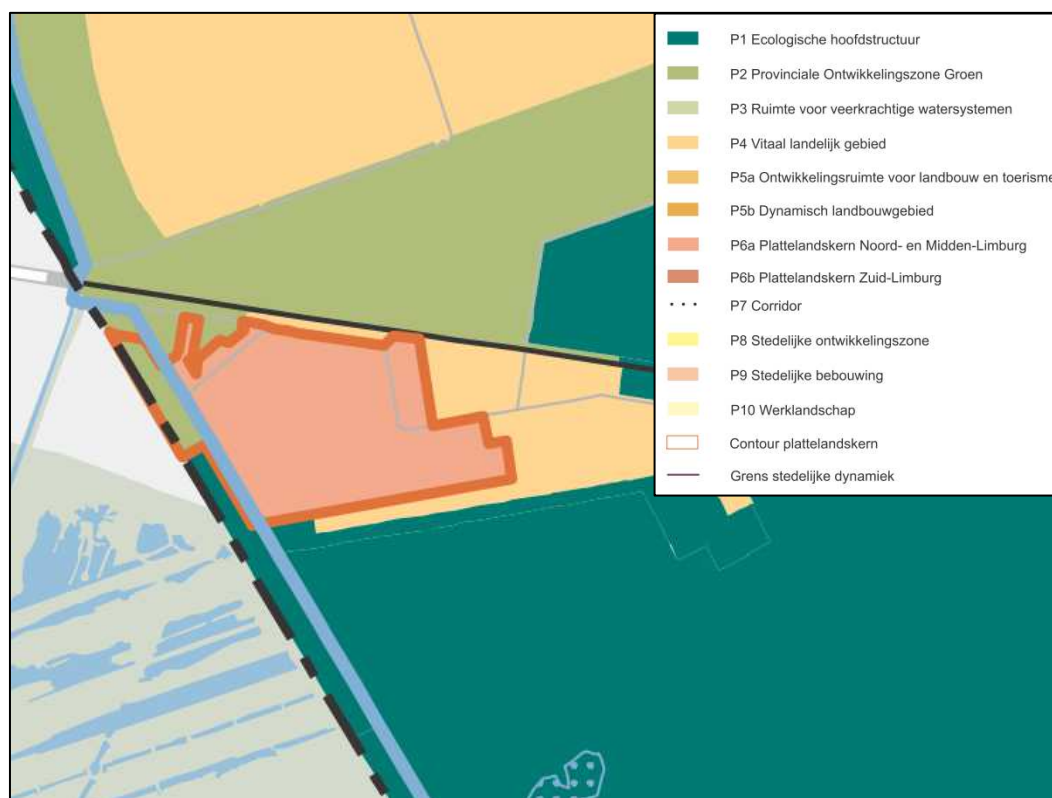 P1 Ecologische hoofdstructuur
P2 Provinciale Ontwikkelingszone Groen
P3 Ruimte voor veerkrachtige watersystemen
P4 Vitaal landelijk gebied
P5a Ontwikkelingsruimte voor landbouw en toerisme
P5b Dynamisch landbouwgebied
P6a Plattelandskern Noord- en Midden-Limburg
P6b Plattelandskern Zuid-Limburg
P7 Corridor
P8 Stedelijke ontwikkelingszone
P9 Stedelijke bebouwing
P10 Werklandschap
Contour plattelandskern
Grens stedelijke dynamiek